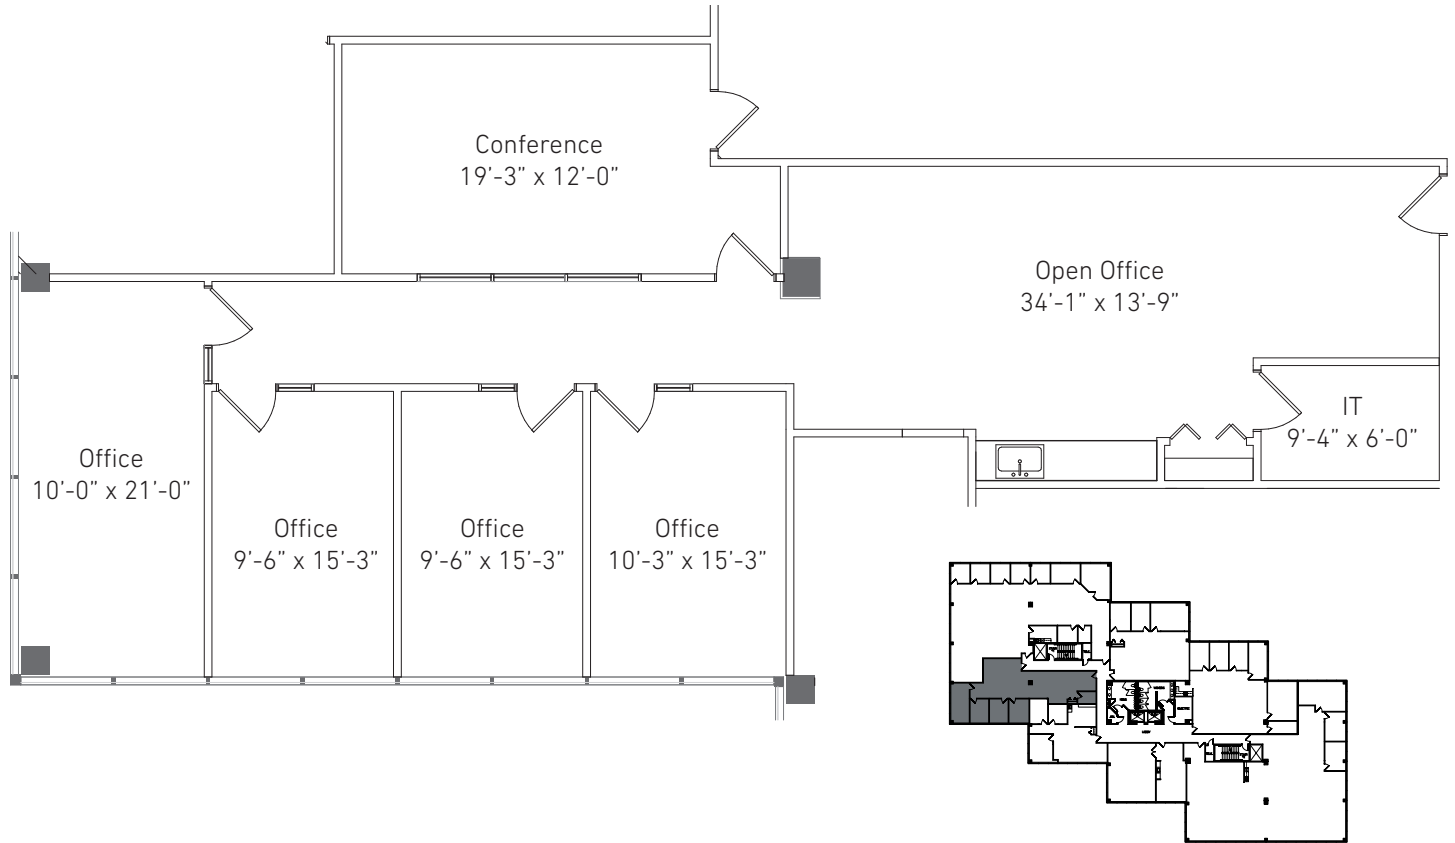 Conference
19’-3” x 12’-0”
Open Office
34’-1” x 13’-9”
IT
9’-4” x 6’-0”
Office
10’-0” x 21’-0”
Office
9’-6” x 15’-3”
Office
9’-6” x 15’-3”
Office
10’-3” x 15’-3”
LOBBY